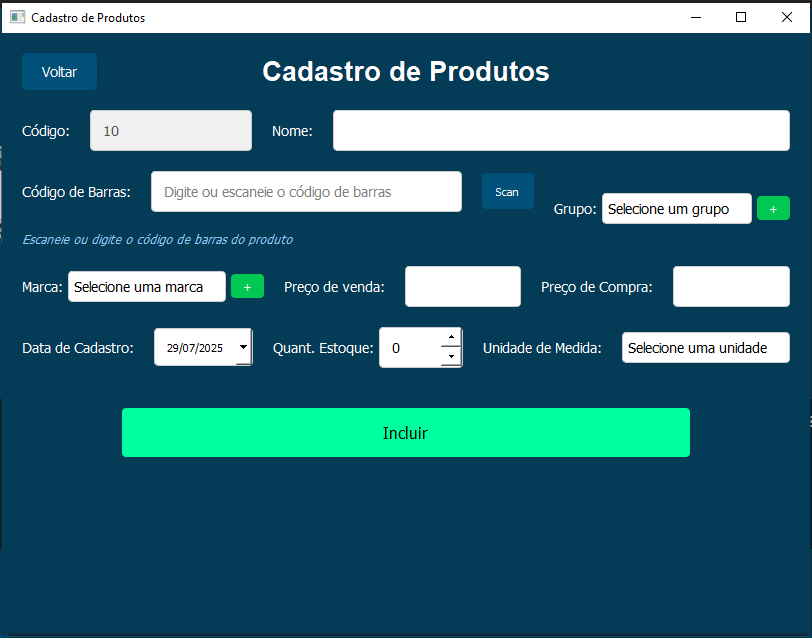 Cadastro de Produtos
Voltar
Cadastro de Produtos
Código: 10 Nome:
Código de Barras: Digite ou escaneie o código de barras Scan Grupo: Selecione um grupo +
Escaneie ou digite o código de barras do produto
Marca: Selecione uma marca + Preço de venda: Preço de Compra:
Data de Cadastro: 29/07/2025 Quant. Estoque: 0 Unidade de Medida: Selecione uma unidade
Incluir